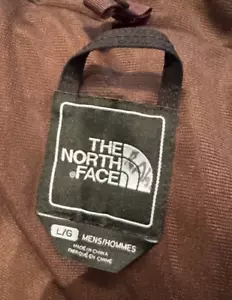 THE
NORTH
FACE
L/G MENS/HOMMES
MADE IN CHINA
FABRIQUÉ EN CHINE